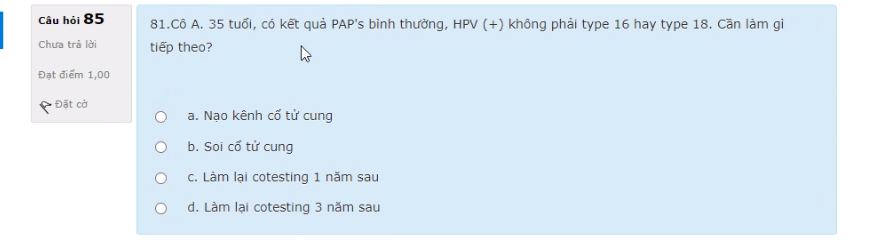 Câu hỏi 85
Chưa trả lời
Đạt điểm 1,00
Đặt cờ
81.Cô A. 35 tuổi, có kết quả PAP's bình thường, HPV (+) không phải type 16 hay type 18. Cần làm gì
tiếp theo?
a. Nạo kênh cổ tử cung
b. Soi cổ tử cung
c. Làm lại cotesting 1 năm sau
d. Làm lại cotesting 3 năm sau